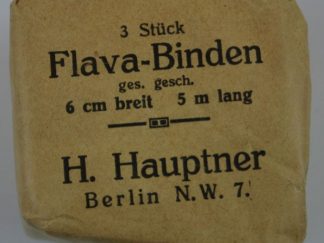 3 Stück
Flava-Binden
ges. gesch.
6 cm breit 5 m lang
H. Hauptner
Berlin N.W. 7.